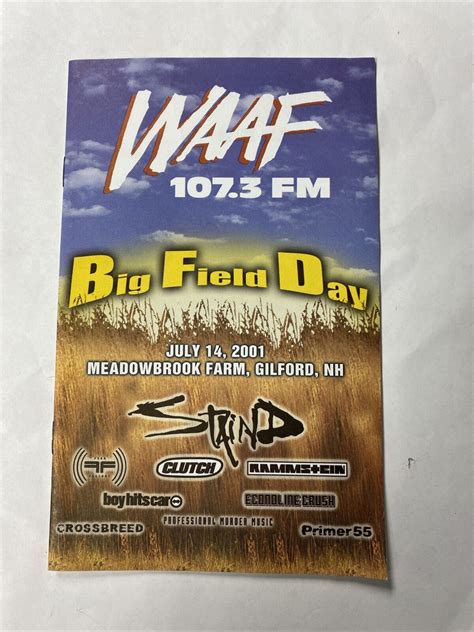 WAAF
107.3 FM
Big Field Day
JULY 14, 2001
MEADOWBROOK FARM, GILFORD, NH
STAIND
CLUTCH RAMMSTEIN
boyhitscar ECONOLINE CRUSH
PROFESSIONAL MURDER MUSIC
CROSSBREED Primer 55